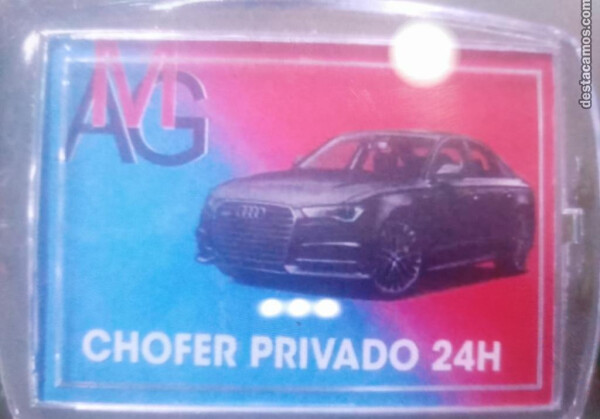 AMG
CHOFER PRIVADO 24H
destacamos.com